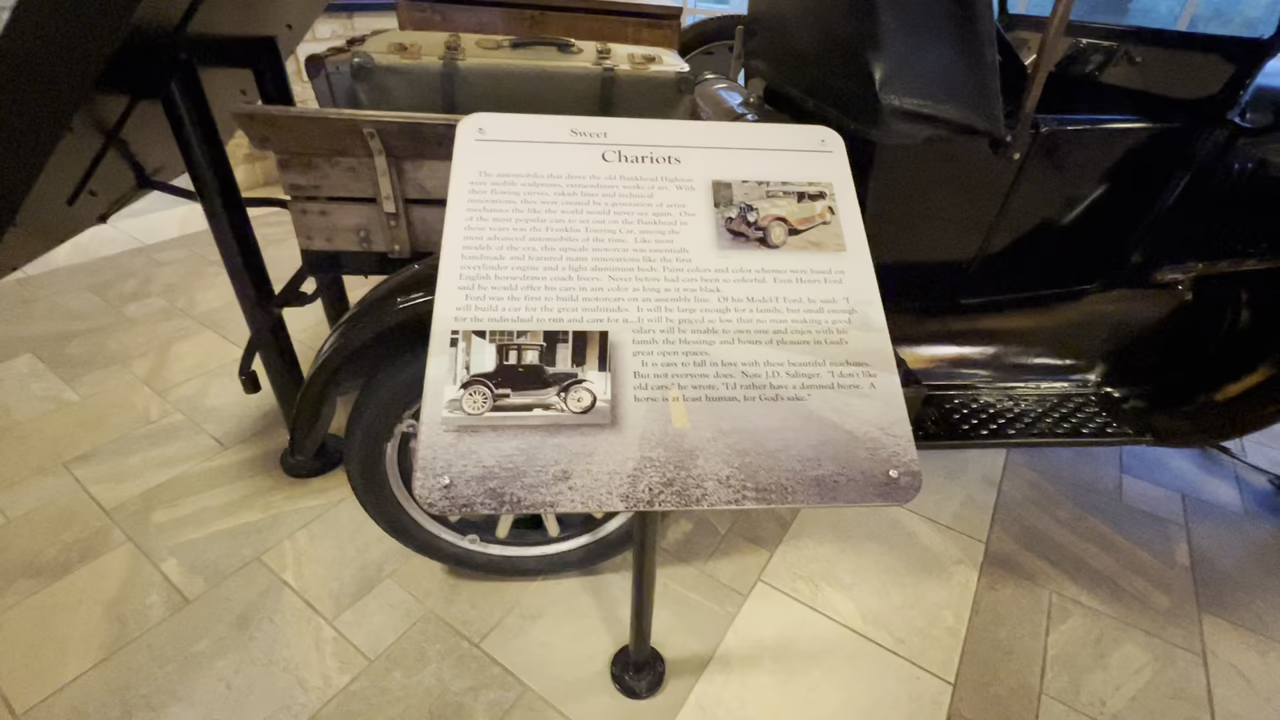 Sweet
Chariots
The automobiles that drove the old Bankhead Highway
were mobile sculptures, extraordinary works of art. With
their flowing curves, rakish lines and technical
innovations, they were created by a generation of artist
mechanics the like the world would never see again. One
of the most popular cars to set out on the Bankhead in
those years was the Franklin Touring Car, among the
most advanced automobiles of the time. Like most
models of the era, this upscale motorcar was essentially
handmade and featured many innovations like the first
six-cylinder engine and a light aluminum body. Paint colors and color schemes were based on
English horse-drawn coach livery. Never before had cars been so colorful. Even Henry Ford
said he would offer his cars in any color as long as it was black.
Ford was the first to build motorcars on an assembly line. Of his Model-T Ford, he said: "I
will build a car for the great multitudes. It will be large enough for a family, but small enough
for the individual to run and care for it...It will be priced so low that no man making a good
salary will be unable to own one and enjoy with his
family the blessings and hours of pleasure in God's
great open spaces.
It is easy to fall in love with these beautiful machines.
But not everyone does. Note J.D. Salinger. "I don't like
old cars," he wrote, "I'd rather have a damned horse. A
horse is at least human, for God's sake."